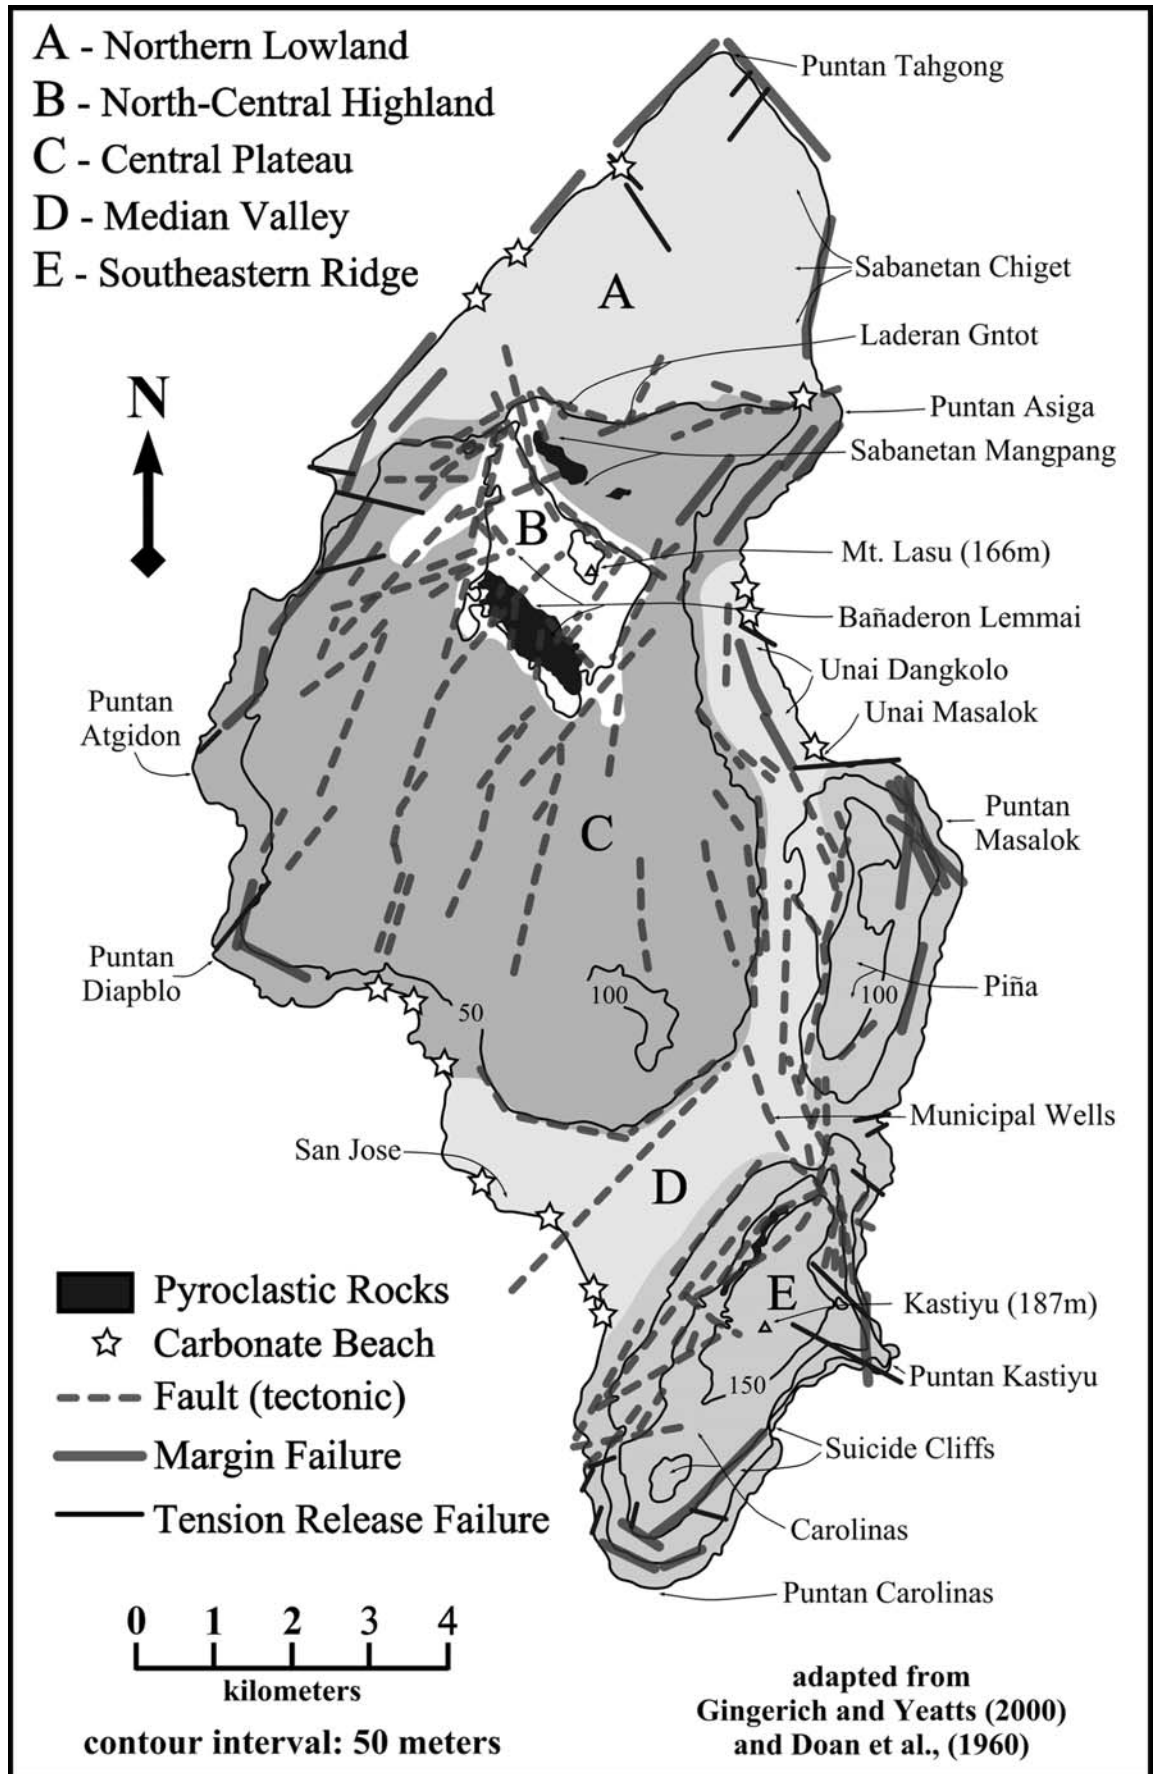 A - Northern Lowland
B - North-Central Highland
C - Central Plateau
D - Median Valley
E - Southeastern Ridge
Puntan Tahgong
Sabanetan Chiget
A
Laderan Gntot
N
Puntan Asiga
Sabanetan Mangpang
B
Mt. Lasu (166m)
Bañaderon Lemmai
Unai Dangkolo
Puntan
Atgidon
Unai Masalok
C
Puntan
Masalok
Puntan
Diapblo
100
50
100
Piña
Municipal Wells
San Jose
D
E
Kastiyu (187m)
Pyroclastic Rocks
Carbonate Beach
Fault (tectonic)
Margin Failure
Tension Release Failure
150
Puntan Kastiyu
Suicide Cliffs
Carolinas
Puntan Carolinas
0 1 2 3 4
kilometers
contour interval: 50 meters
adapted from
Gingerich and Yeatts (2000)
and Doan et al., (1960)